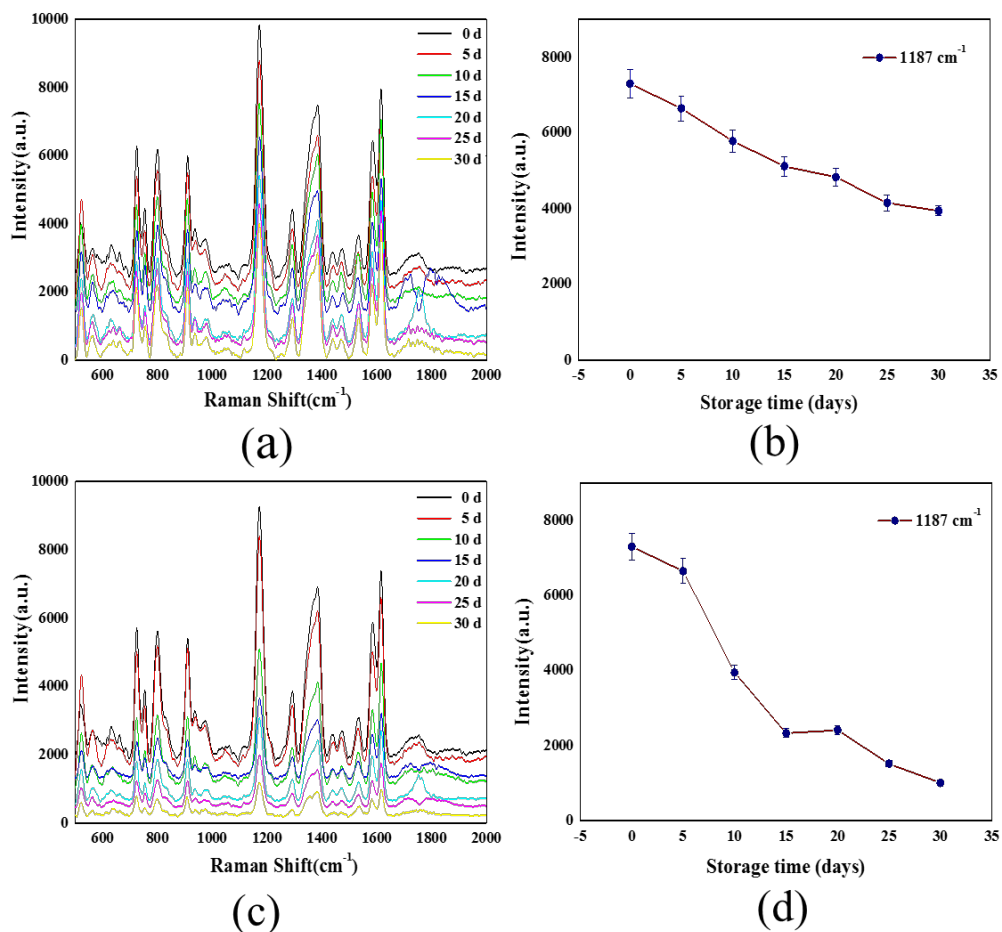 10000
8000
6000
4000
2000
0
Intensity(a.u.)
0 d
5 d
10 d
15 d
20 d
25 d
30 d
600 800 1000 1200 1400 1600 1800 2000
Raman Shift(cm-1)
(a)
8000
6000
4000
2000
0
Intensity(a.u.)
1187 cm-1
-5 0 5 10 15 20 25 30 35
Storage time (days)
(b)
10000
8000
6000
4000
2000
0
Intensity(a.u.)
0 d
5 d
10 d
15 d
20 d
25 d
30 d
600 800 1000 1200 1400 1600 1800 2000
Raman Shift(cm-1)
(c)
8000
6000
4000
2000
0
Intensity(a.u.)
1187 cm-1
-5 0 5 10 15 20 25 30 35
Storage time (days)
(d)